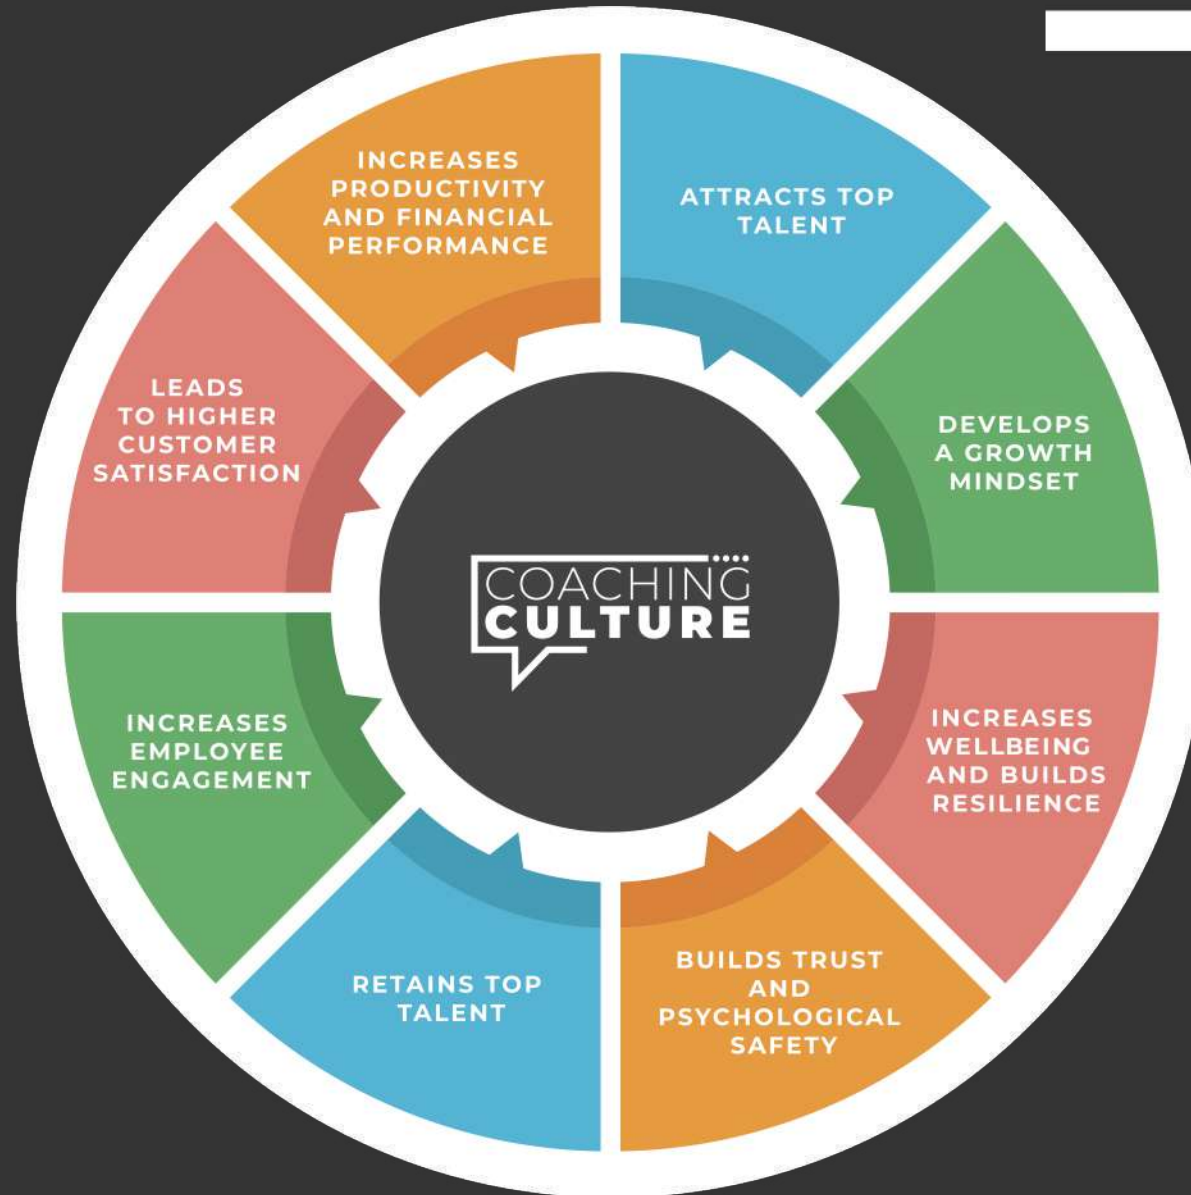 INCREASES
PRODUCTIVITY
AND FINANCIAL
PERFORMANCE
ATTRACTS TOP
TALENT
DEVELOPS
A GROWTH
MINDSET
INCREASES
WELLBEING
AND BUILDS
RESILIENCE
BUILDS TRUST
AND
PSYCHOLOGICAL
SAFETY
RETAINS TOP
TALENT
INCREASES
EMPLOYEE
ENGAGEMENT
LEADS
TO HIGHER
CUSTOMER
SATISFACTION
COACHING
CULTURE